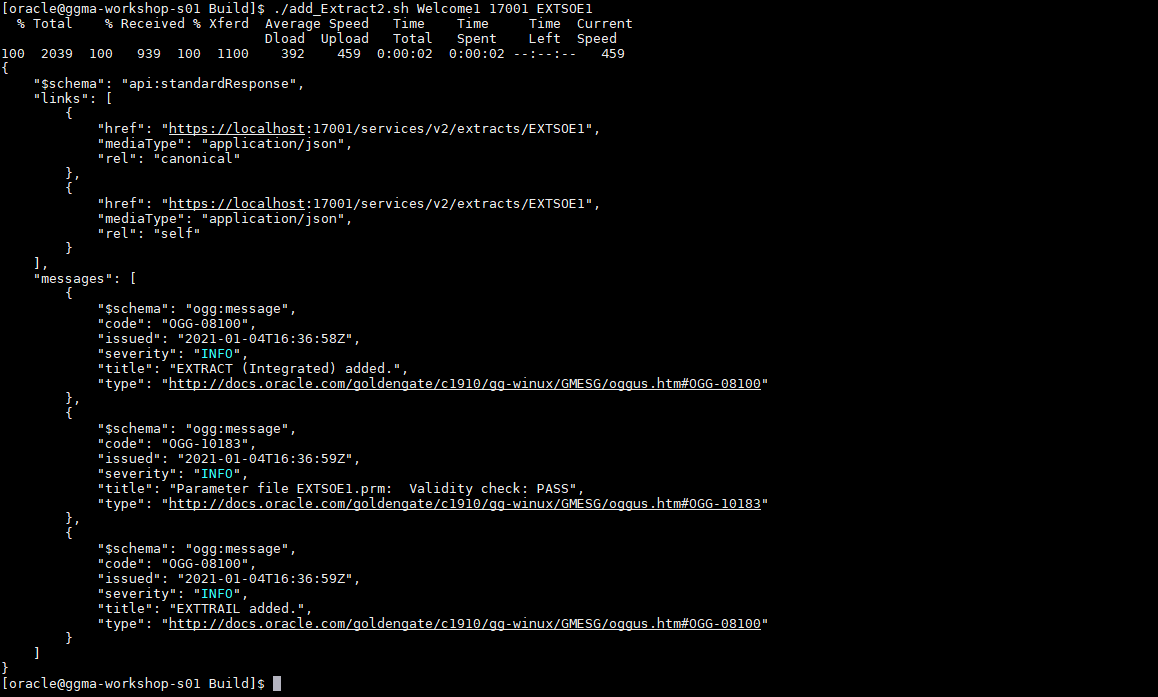 [oracle@ggma-workshop-s01 Build]$ ./add_Extract2.sh Welcome1 17001 EXTSOE1
  % Total    % Received % Xferd  Average Speed   Time    Time     Time  Current
                                 Dload  Upload   Total   Spent    Left  Speed
100  2039  100   939  100  1100    392    459  0:00:02  0:00:02 --:--:--   459
{
    "$schema": "api:standardResponse",
    "links": [
        {
            "href": "https://localhost:17001/services/v2/extracts/EXTSOE1",
            "mediaType": "application/json",
            "rel": "canonical"
        },
        {
            "href": "https://localhost:17001/services/v2/extracts/EXTSOE1",
            "mediaType": "application/json",
            "rel": "self"
        }
    ],
    "messages": [
        {
            "$schema": "ogg:message",
            "code": "OGG-08100",
            "issued": "2021-01-04T16:36:58Z",
            "severity": "INFO",
            "title": "EXTRACT (Integrated) added.",
            "type": "http://docs.oracle.com/goldengate/c1910/gg-winux/GMESG/oggus.htm#OGG-08100"
        },
        {
            "$schema": "ogg:message",
            "code": "OGG-10183",
            "issued": "2021-01-04T16:36:59Z",
            "severity": "INFO",
            "title": "Parameter file EXTSOE1.prm:  Validity check: PASS",
            "type": "http://docs.oracle.com/goldengate/c1910/gg-winux/GMESG/oggus.htm#OGG-10183"
        },
        {
            "$schema": "ogg:message",
            "code": "OGG-08100",
            "issued": "2021-01-04T16:36:59Z",
            "severity": "INFO",
            "title": "EXTTRAIL added.",
            "type": "http://docs.oracle.com/goldengate/c1910/gg-winux/GMESG/oggus.htm#OGG-08100"
        }
    ]
}
[oracle@ggma-workshop-s01 Build]$